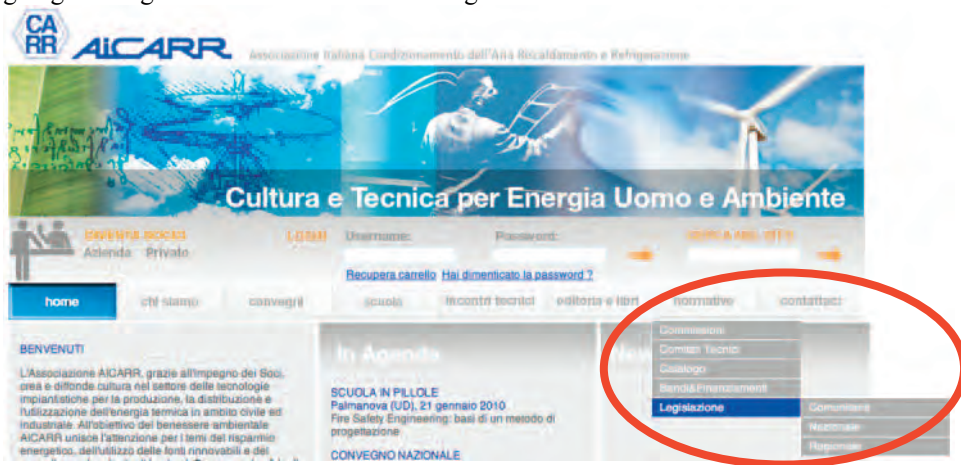 CA
RR
AiCARR
Associazione Italiana Condizionamento dell'Aria Riscaldamento e Refrigerazione
Cultura e Tecnica per Energia Uomo e Ambiente
LOGIN Username: Password:
Azienda Privato
Recupera carrello Hai dimenticato la password ?
home chi siamo convegni scuola incontri tecnici editoria e libri normative contattaci
BENVENUTI
L'Associazione AICARR, grazie all'impegno dei Soci,
crea e diffonde cultura nel settore delle tecnologie
impiantistiche per la produzione, la distribuzione e
l'utilizzazione dell'energia termica in ambito civile ed
industriale. All'obiettivo del benessere ambientale
AICARR unisce l'attenzione per i temi del risparmio
energetico, dell'utilizzo delle fonti rinnovabili e del
In Agenda
SCUOLA IN PILLOLE
Palmanova (UD), 21 gennaio 2010
Fire Safety Engineering: basi di un metodo di
progettazione
CONVEGNO NAZIONALE
New
Commissioni
Comitati Tecnici
Catalogo
Bandi&Finanziamenti
Legislazione Comunitaria
Nazionale
Regionale